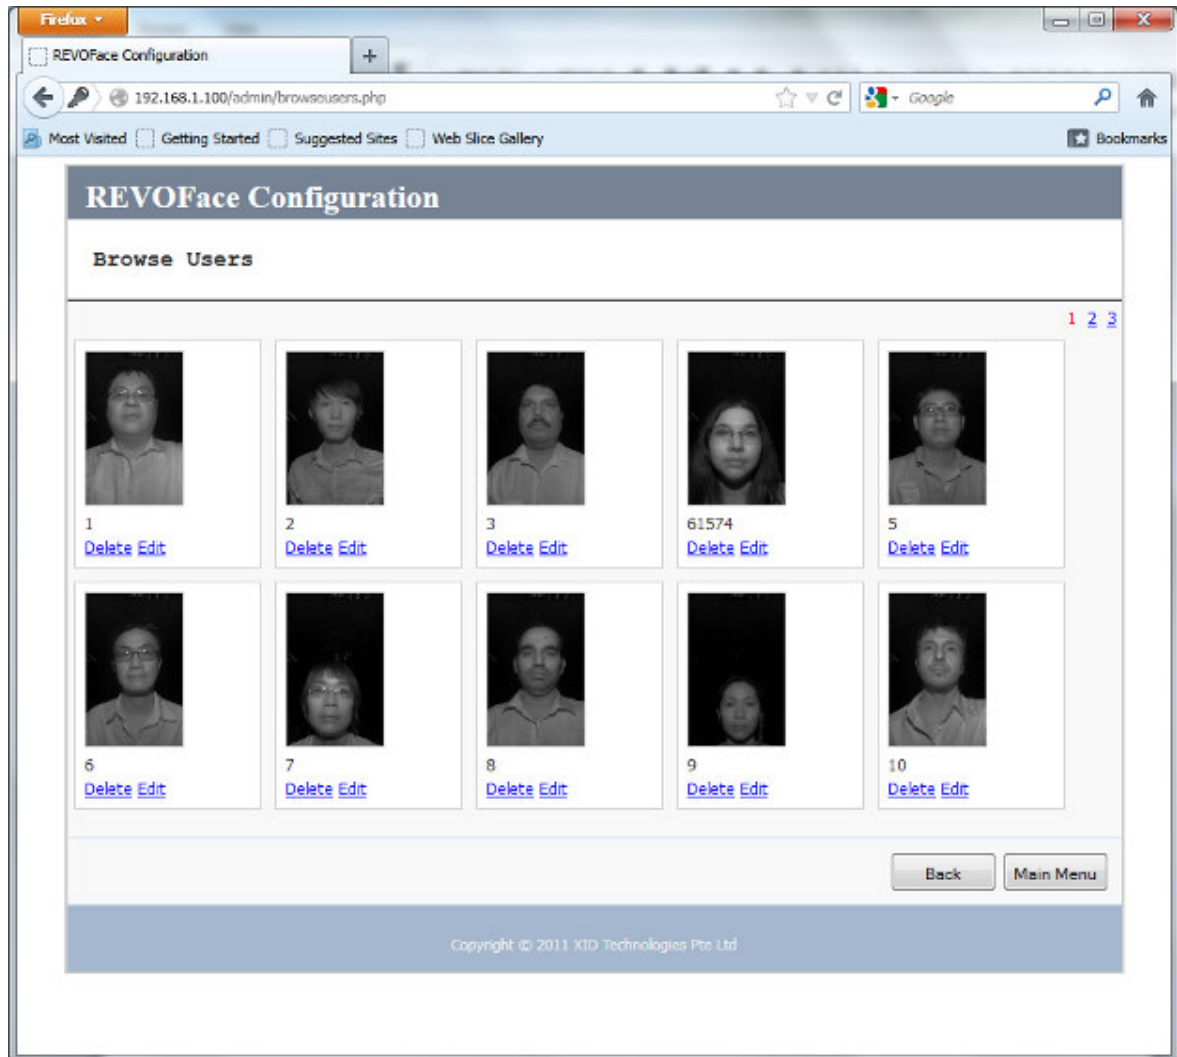 Firefox
REVOFace Configuration
192.168.1.100/admin/browseusers.php
Google
Most Visited Getting Started Suggested Sites Web Slice Gallery Bookmarks
REVOFace Configuration
Browse Users
1 2 3
1 2 3 61574 5
Delete Edit Delete Edit Delete Edit Delete Edit Delete Edit
6 7 8 9 10
Delete Edit Delete Edit Delete Edit Delete Edit Delete Edit
Back Main Menu
Copyright © 2011 XID Technologies Pte Ltd